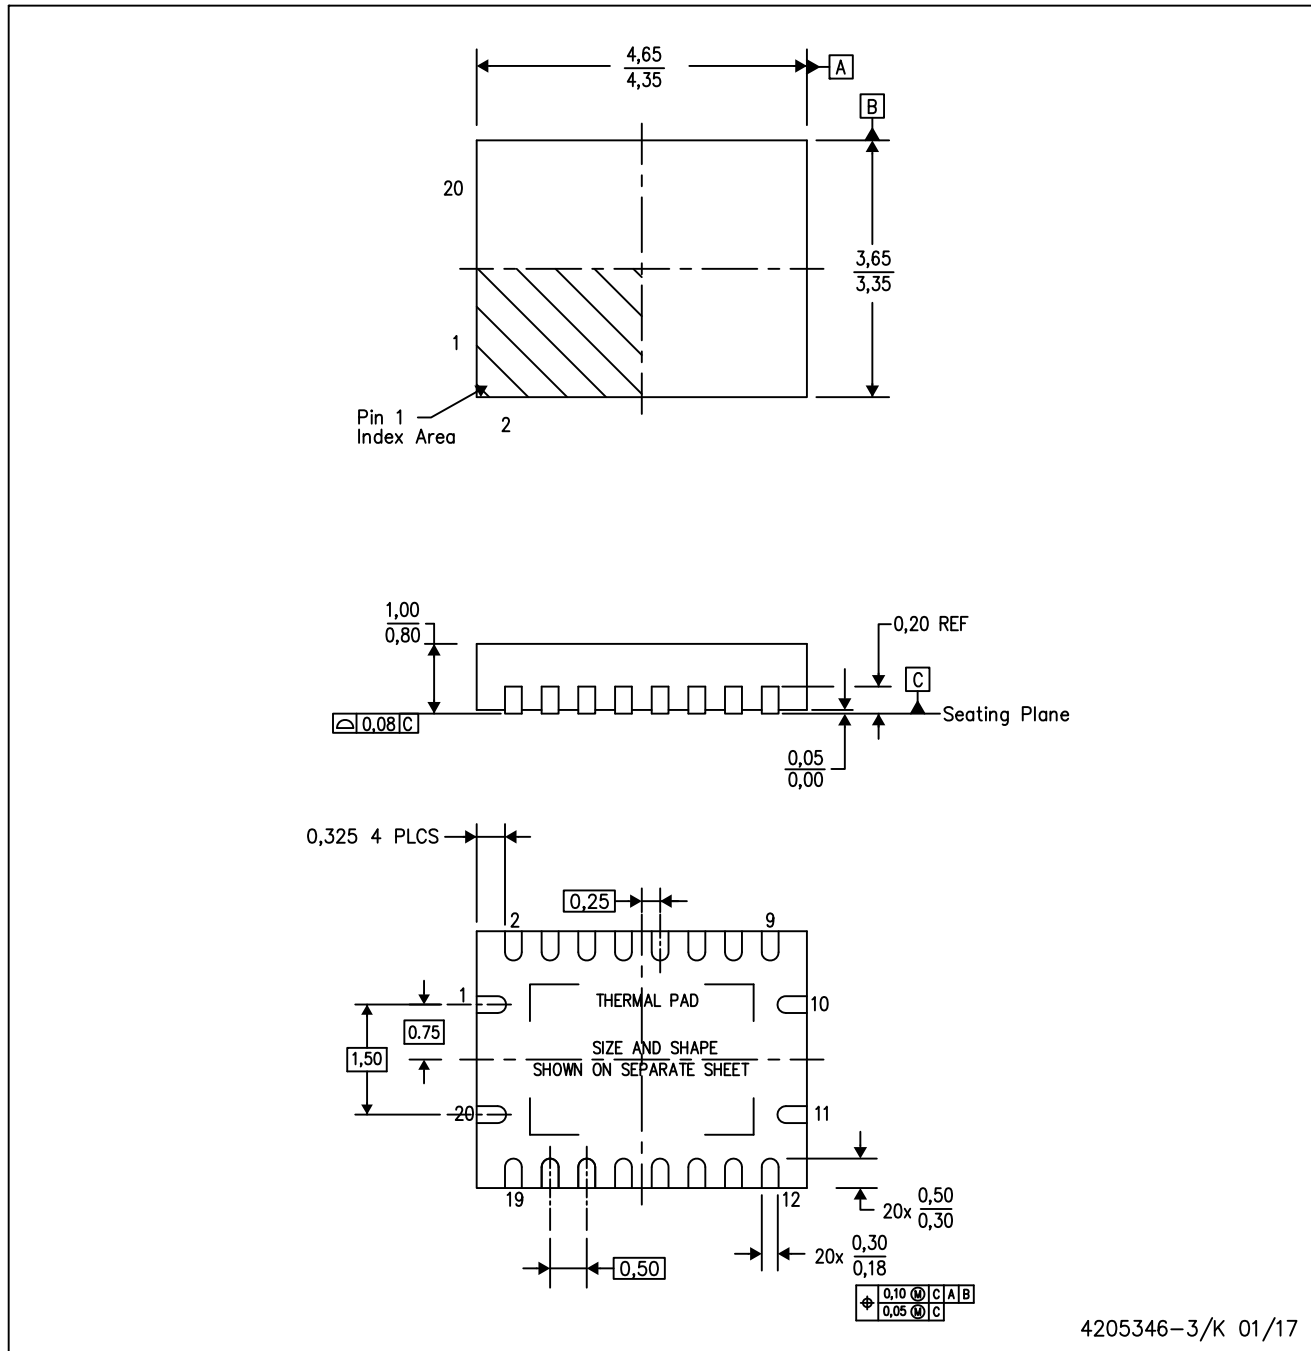 4,65
4,35
A
B
20
3,65
3,35
1
Pin 1
Index Area
2
1,00
0,80
0,20 REF
C
0,08 C
Seating Plane
0,05
0,00
0,325 4 PLCS
0,25
2
9
1
THERMAL PAD
10
0.75
1,50
SIZE AND SHAPE
SHOWN ON SEPARATE SHEET
20
11
19
12
20x 0,50
0,30
20x 0,30
0,18
0,50
0,10 Ⓜ C A B
0,05 Ⓜ C
4205346-3/K 01/17